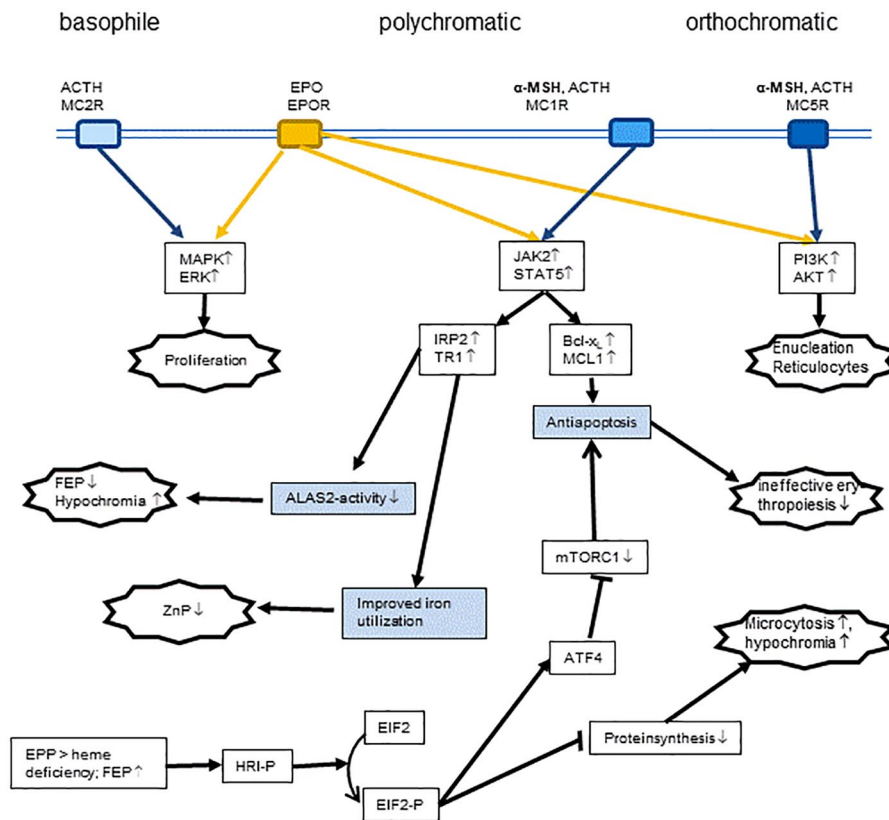 basophile
polychromatic
orthochromatic
ACTH
MC2R
EPO
EPOR
α-MSH, ACTH
MC1R
α-MSH, ACTH
MC5R
MAPK↑
ERK↑
JAK2↑
STAT5↑
PI3K↑
AKT↑
Proliferation
IRP2↑
TR1↑
Bcl-xL↑
MCL1↑
Enucleation
Reticulocytes
Antiapoptosis
FEP↓
Hypochromia ↑
ALAS2-activity↓
ineffective ery-
thropoiesis↓
mTORC1↓
ZnP↓
Improved iron
utilization
Microcytosis↑,
hypochromia↑
ATF4
EIF2
Proteinsynthesis↓
EPP > heme
deficiency; FEP↑
HRI-P
EIF2-P